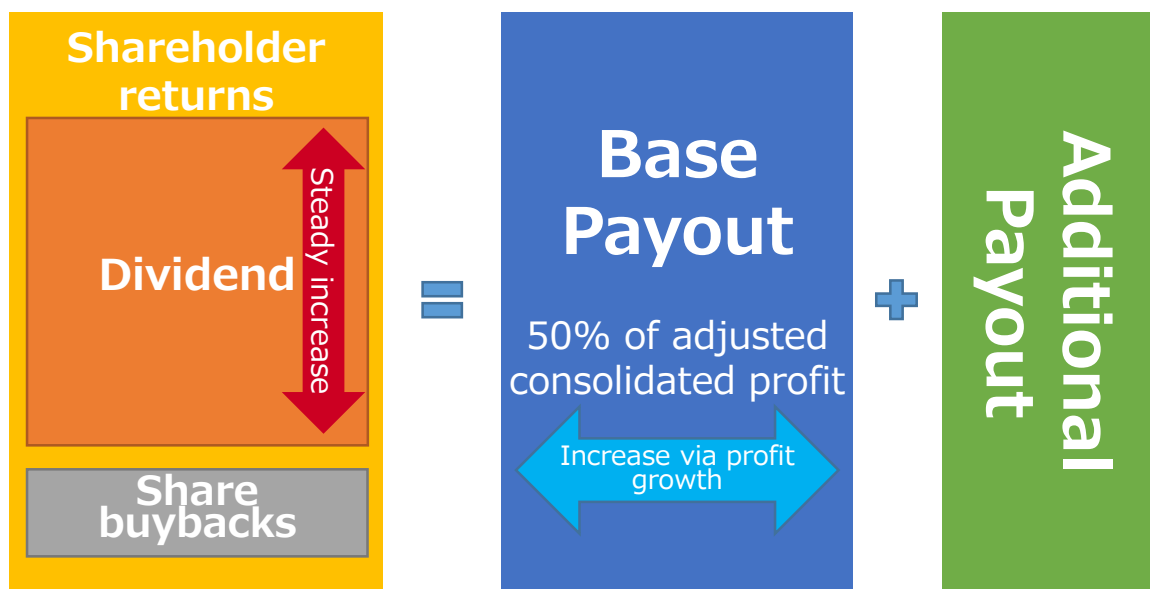 Shareholder
returns
Dividend
Steady increase
Share
buybacks
Base
Payout
50% of adjusted
consolidated profit
Increase via profit
growth
Additional
Payout